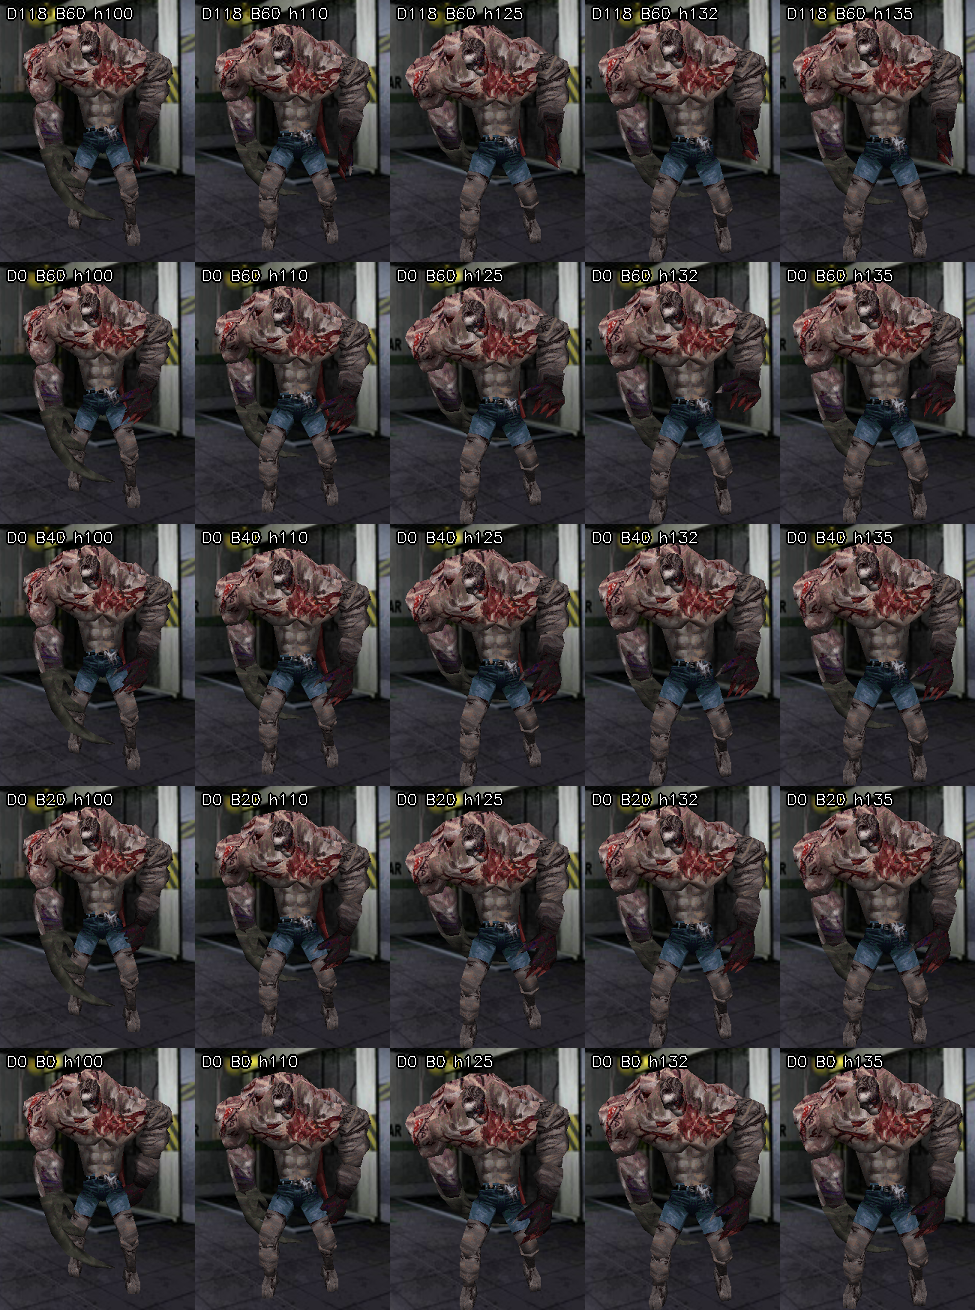 D118 B60 h100
D118 B60 h110
D118 B60 h125
D118 B60 h132
D118 B60 h135
D0 B60 h100
D0 B60 h110
D0 B60 h125
D0 B60 h132
D0 B60 h135
D0 B40 h100
D0 B40 h110
D0 B40 h125
D0 B40 h132
D0 B40 h135
D0 B20 h100
D0 B20 h110
D0 B20 h125
D0 B20 h132
D0 B20 h135
D0 B0 h100
D0 B0 h110
D0 B0 h125
D0 B0 h132
D0 B0 h135